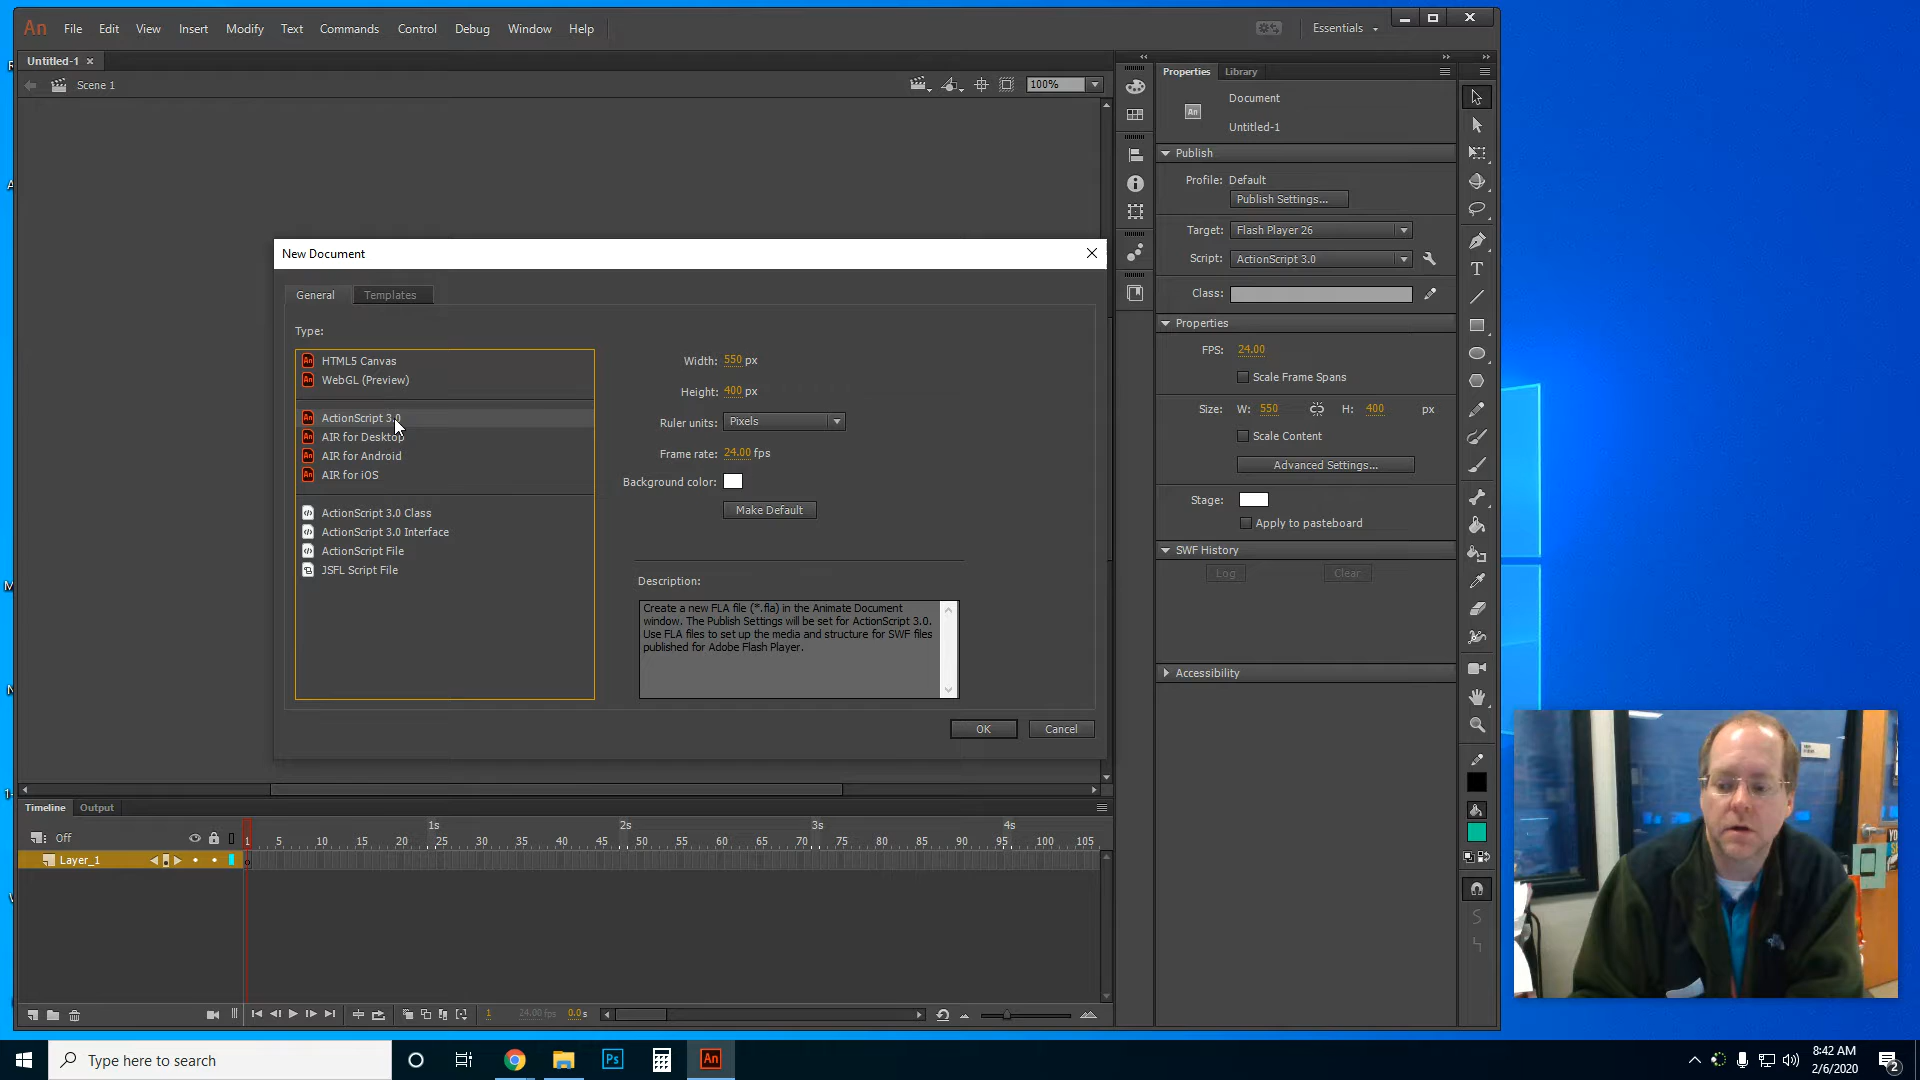 An File Edit View Insert Modify Text Commands Control Debug Window Help Essentials
Untitled-1
Scene 1 100%
Properties Library
Document
Untitled-1
Publish
Profile: Default
Publish Settings...
Target: Flash Player 26
Script: ActionScript 3.0
Class:
Properties
FPS: 24.00
Scale Frame Spans
Size: W: 550 H: 400 px
Scale Content
Advanced Settings...
Stage:
Apply to pasteboard
SWF History
Log Clear
Accessibility
New Document
General Templates
Type:
HTML5 Canvas
WebGL (Preview)
ActionScript 3.0
AIR for Desktop
AIR for Android
AIR for iOS
ActionScript 3.0 Class
ActionScript 3.0 Interface
ActionScript File
JSFL Script File
Width: 550 px
Height: 400 px
Ruler units: Pixels
Frame rate: 24.00 fps
Background color:
Make Default
Description:
Create a new FLA file (*.fla) in the Animate Document
window. The Publish Settings will be set for ActionScript 3.0.
Use FLA files to set up the media and structure for SWF files
published for Adobe Flash Player.
OK Cancel
Timeline Output
1s 2s 3s 4s
Off 1 5 10 15 20 25 30 35 40 45 50 55 60 65 70 75 80 85 90 95 100 105
Layer_1
1 24.00 fps 0.0 s
Type here to search
Ps An
8:42 AM
2/6/2020
2